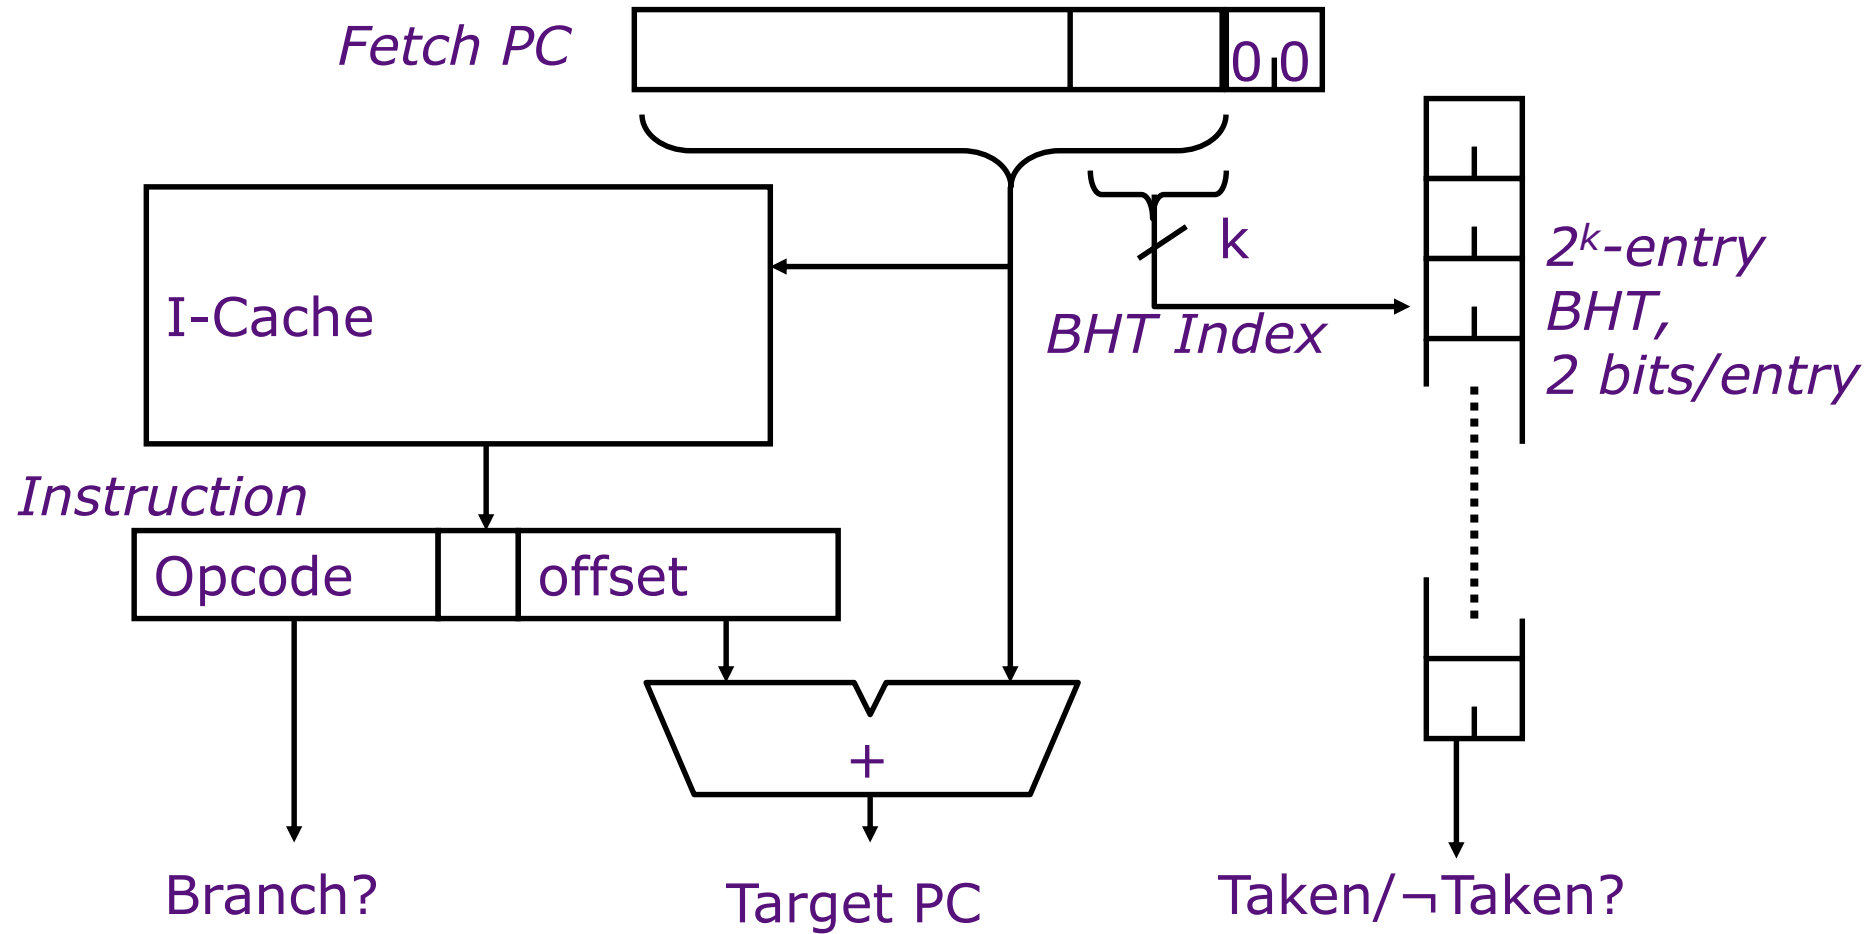 Fetch PC
0 0
k
2ᵏ-entry
BHT,
2 bits/entry
I-Cache
BHT Index
Instruction
Opcode
offset
+
Branch?
Target PC
Taken/¬Taken?